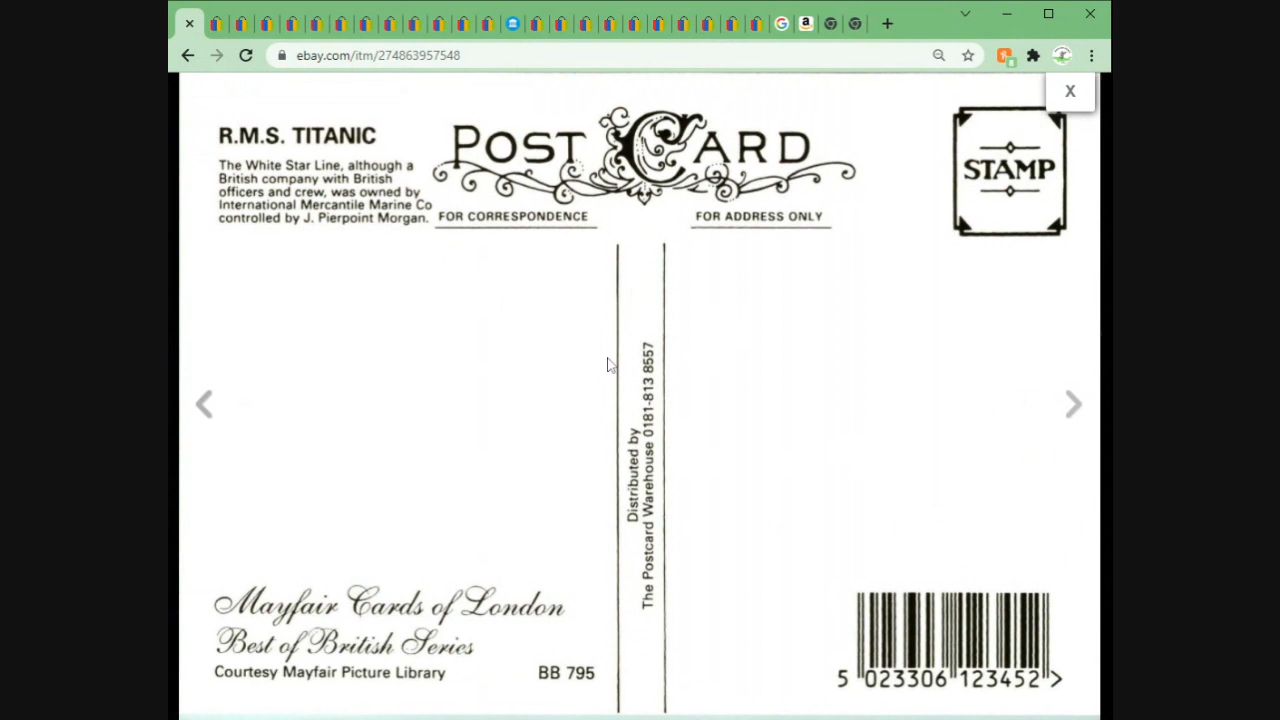 ebay.com/itm/274863957548
X
R.M.S. TITANIC
The White Star Line, although a
British company with British
officers and crew, was owned by
International Mercantile Marine Co
controlled by J. Pierpoint Morgan.
POST CARD
FOR CORRESPONDENCE
FOR ADDRESS ONLY
STAMP
Distributed by
The Postcard Warehouse 0181-813 8557
Mayfair Cards of London
Best of British Series
Courtesy Mayfair Picture Library
BB 795
5 023306 123452 >